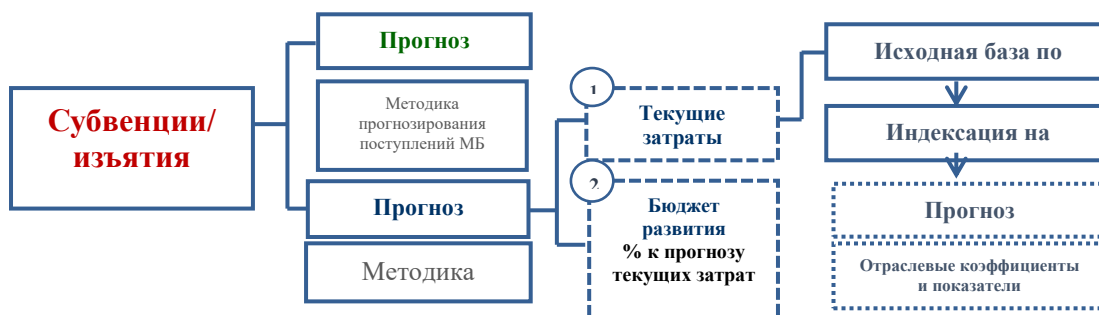 Субвенции/
изъятия
Прогноз
Методика
прогнозирования
поступлений МБ
Прогноз
Методика
1
Текущие
затраты
2
Бюджет
развития
% к прогнозу
текущих затрат
Исходная база по
Индексация на
Прогноз
Отраслевые коэффициенты
и показатели